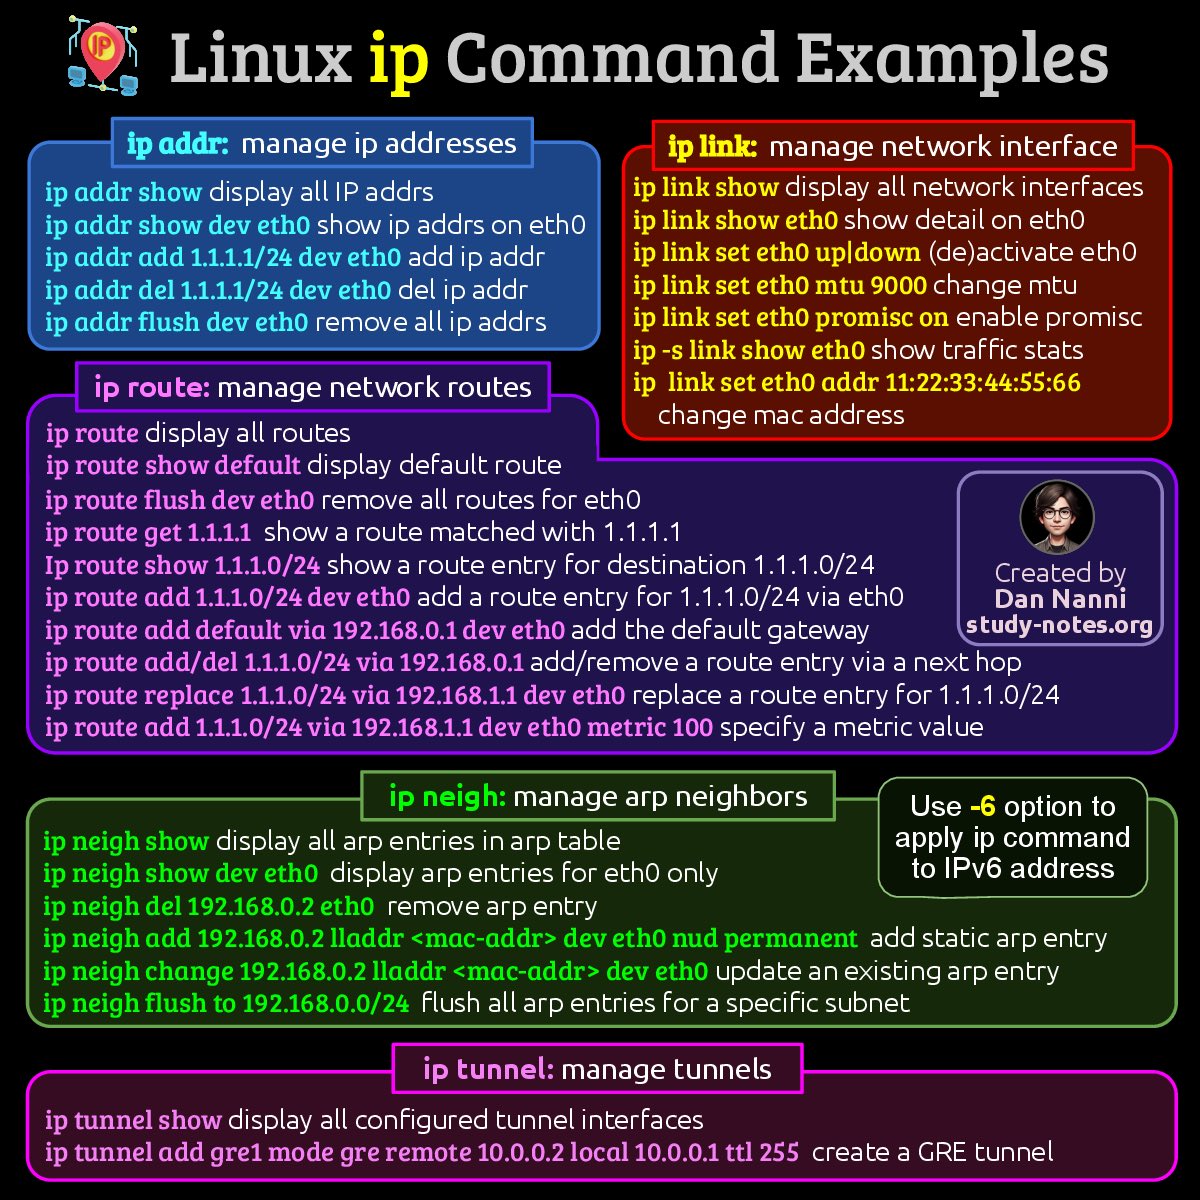 IP
Linux ip Command Examples
ip addr: manage ip addresses
ip addr show display all IP addrs
ip addr show dev eth0 show ip addrs on eth0
ip addr add 1.1.1.1/24 dev eth0 add ip addr
ip addr del 1.1.1.1/24 dev eth0 del ip addr
ip addr flush dev eth0 remove all ip addrs
ip link: manage network interface
ip link show display all network interfaces
ip link show eth0 show detail on eth0
ip link set eth0 up|down (de)activate eth0
ip link set eth0 mtu 9000 change mtu
ip link set eth0 promisc on enable promisc
ip -s link show eth0 show traffic stats
ip  link set eth0 addr 11:22:33:44:55:66
change mac address
ip route: manage network routes
ip route display all routes
ip route show default display default route
ip route flush dev eth0 remove all routes for eth0
ip route get 1.1.1.1  show a route matched with 1.1.1.1
Ip route show 1.1.1.0/24 show a route entry for destination 1.1.1.0/24
ip route add 1.1.1.0/24 dev eth0 add a route entry for 1.1.1.0/24 via eth0
ip route add default via 192.168.0.1 dev eth0 add the default gateway
ip route add/del 1.1.1.0/24 via 192.168.0.1 add/remove a route entry via a next hop
ip route replace 1.1.1.0/24 via 192.168.1.1 dev eth0 replace a route entry for 1.1.1.0/24
ip route add 1.1.1.0/24 via 192.168.1.1 dev eth0 metric 100 specify a metric value
Created by
Dan Nanni
study-notes.org
ip neigh: manage arp neighbors
ip neigh show display all arp entries in arp table
ip neigh show dev eth0  display arp entries for eth0 only
ip neigh del 192.168.0.2 eth0  remove arp entry
ip neigh add 192.168.0.2 lladdr <mac-addr> dev eth0 nud permanent  add static arp entry
ip neigh change 192.168.0.2 lladdr <mac-addr> dev eth0 update an existing arp entry
ip neigh flush to 192.168.0.0/24  flush all arp entries for a specific subnet
Use -6 option to
apply ip command
to IPv6 address
ip tunnel: manage tunnels
ip tunnel show display all configured tunnel interfaces
ip tunnel add gre1 mode gre remote 10.0.0.2 local 10.0.0.1 ttl 255  create a GRE tunnel